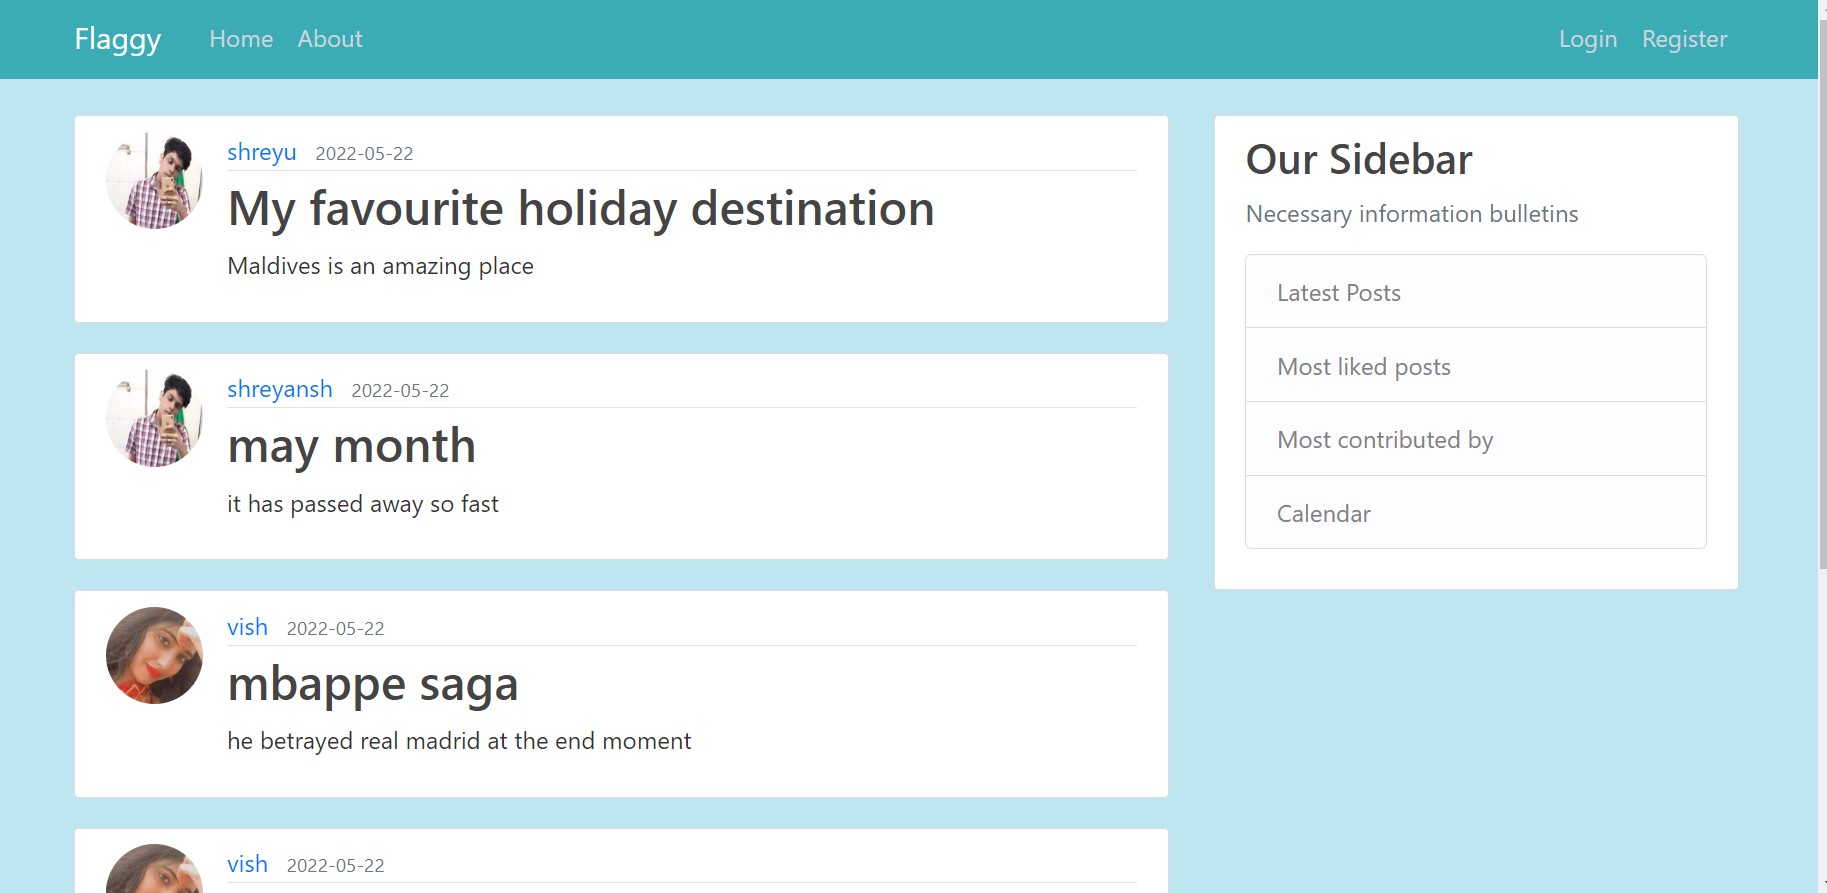 Flaggy Home About Login Register
shreyu 2022-05-22
My favourite holiday destination
Maldives is an amazing place
shreyansh 2022-05-22
may month
it has passed away so fast
vish 2022-05-22
mbappe saga
he betrayed real madrid at the end moment
vish 2022-05-22
Our Sidebar
Necessary information bulletins
Latest Posts
Most liked posts
Most contributed by
Calendar